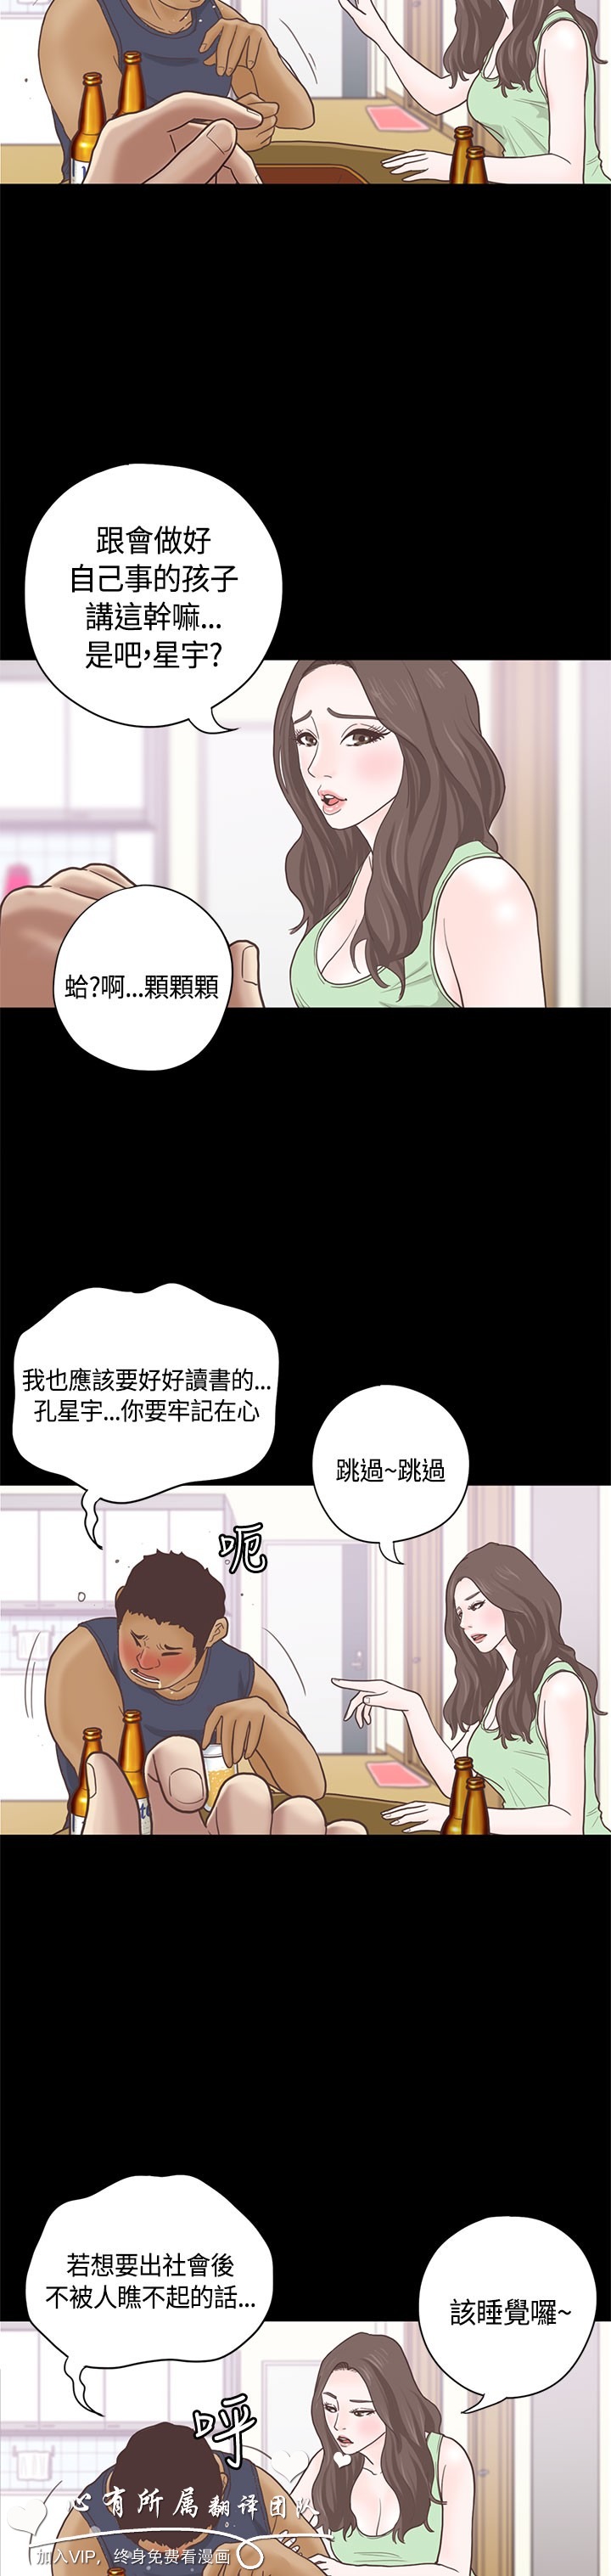 跟會做好
自己事的孩子
講這幹嘛...
是吧,星宇?
蛤?啊...顆顆顆
我也應該要好好讀書的...
孔星宇...你要牢記在心
跳過~跳過
呃
若想要出社會後
不被人瞧不起的話...
該睡覺囉~
呼
心有所属翻译团队
加入VIP，终身免费看漫画